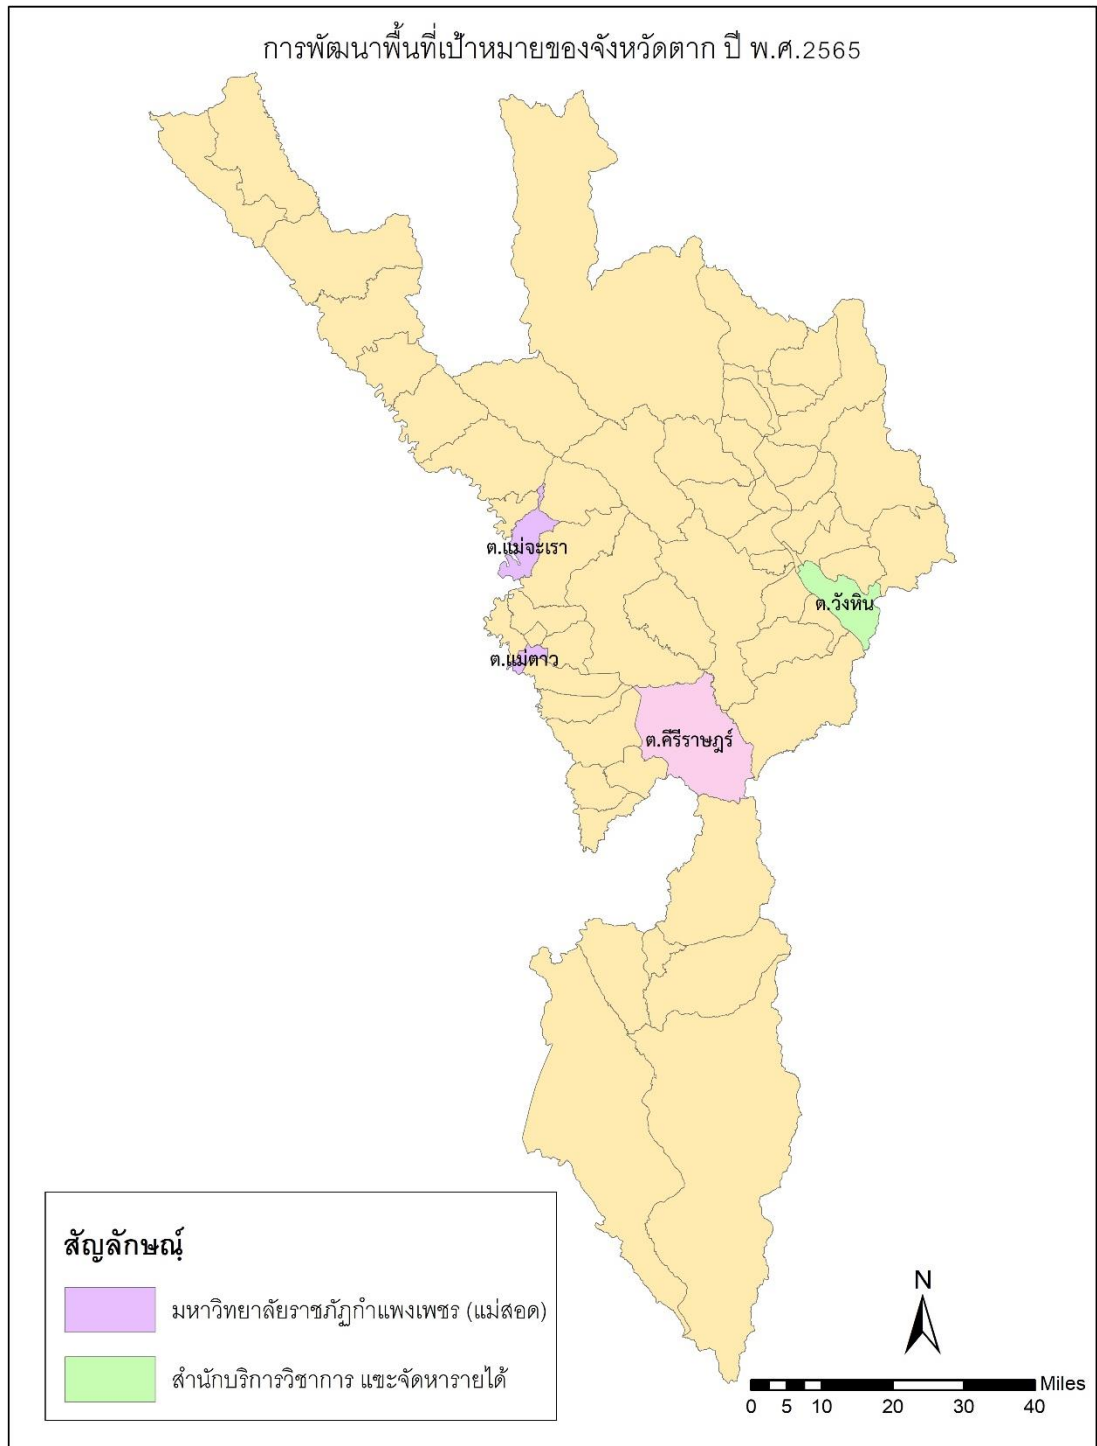 การพัฒนาพื้นที่เป้าหมายของจังหวัดตาก ปี พ.ศ.2565
ต.แม่จะเรา
ต.วังหิน
ต.แม่ตาว
ต.คีรีราษฎร์
สัญลักษณ์
มหาวิทยาลัยราชภัฏกำแพงเพชร (แม่สอด)
สำนักบริการวิชาการ และจัดหารายได้
N
Miles
0 5 10 20 30 40